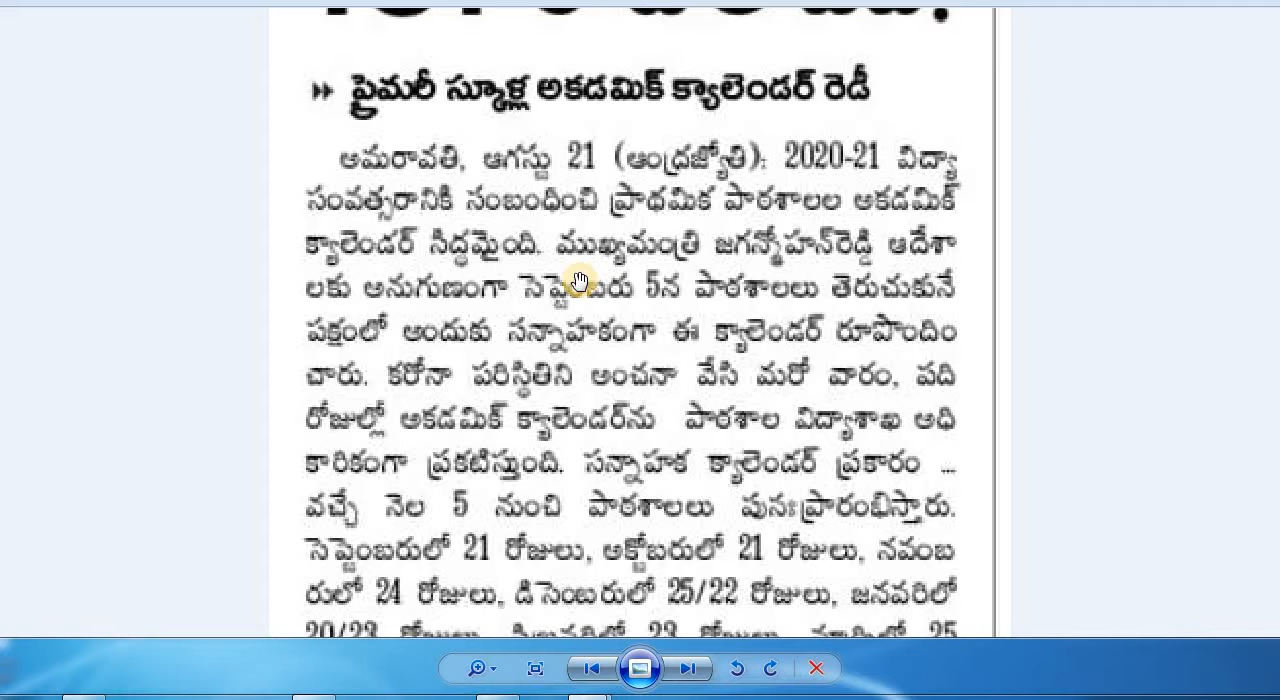 ప్రైమరీ స్కూళ్ల అకడమిక్ క్యాలెండర్ రెడీ
అమరావతి, ఆగస్టు 21 (ఆంధ్రజ్యోతి): 2020-21 విద్యా
సంవత్సరానికి సంబంధించి ప్రాథమిక పాఠశాలల అకడమిక్
క్యాలెండర్ సిద్ధమైంది. ముఖ్యమంత్రి జగన్మోహన్‌రెడ్డి ఆదేశా
లకు అనుగుణంగా సెప్టెంబరు 5న పాఠశాలలు తెరుచుకునే
పక్షంలో అందుకు సన్నాహకంగా ఈ క్యాలెండర్ రూపొందిం
చారు. కరోనా పరిస్థితిని అంచనా వేసి మరో వారం, పది
రోజుల్లో అకడమిక్ క్యాలెండర్‌ను పాఠశాల విద్యాశాఖ అధి
కారికంగా ప్రకటిస్తుంది. సన్నాహక క్యాలెండర్ ప్రకారం ...
వచ్చే నెల 5 నుంచి పాఠశాలలు పునఃప్రారంభిస్తారు.
సెప్టెంబరులో 21 రోజులు, అక్టోబరులో 21 రోజులు, నవంబ
రులో 24 రోజులు, డిసెంబరులో 25/22 రోజులు, జనవరిలో